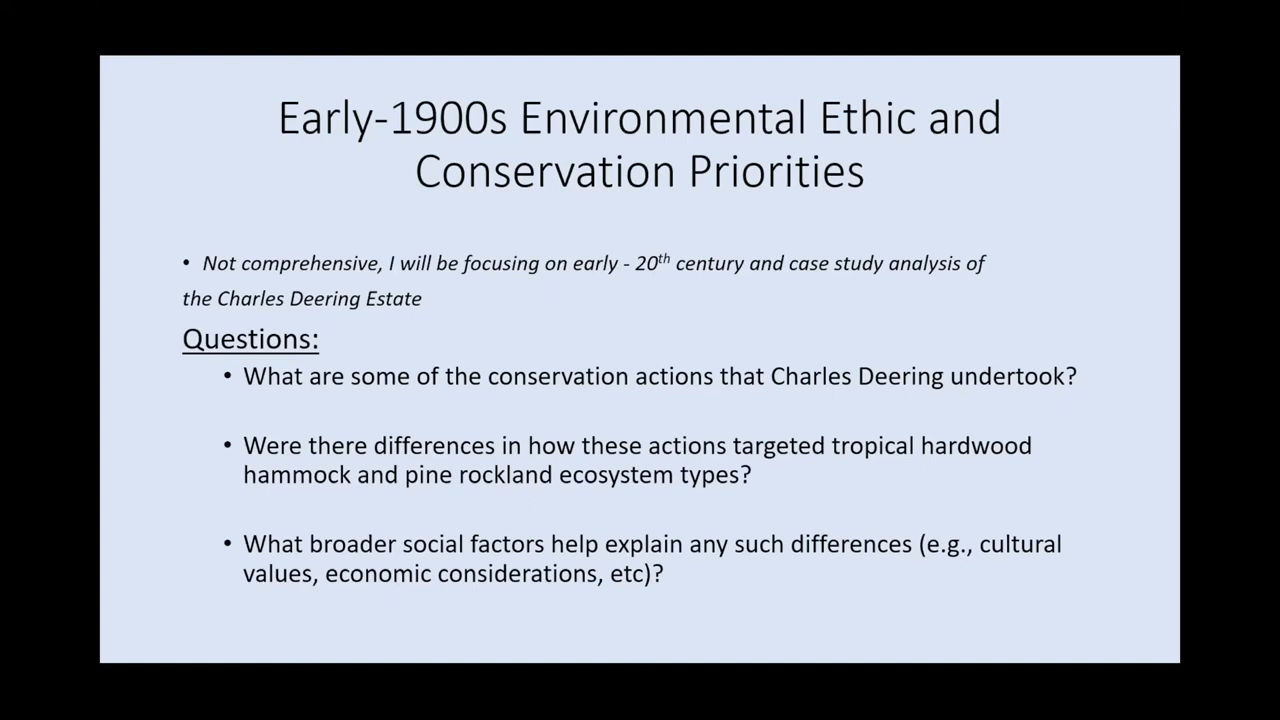 Early-1900s Environmental Ethic and
Conservation Priorities
• Not comprehensive, I will be focusing on early - 20th century and case study analysis of
the Charles Deering Estate
Questions:
• What are some of the conservation actions that Charles Deering undertook?
• Were there differences in how these actions targeted tropical hardwood
hammock and pine rockland ecosystem types?
• What broader social factors help explain any such differences (e.g., cultural
values, economic considerations, etc)?